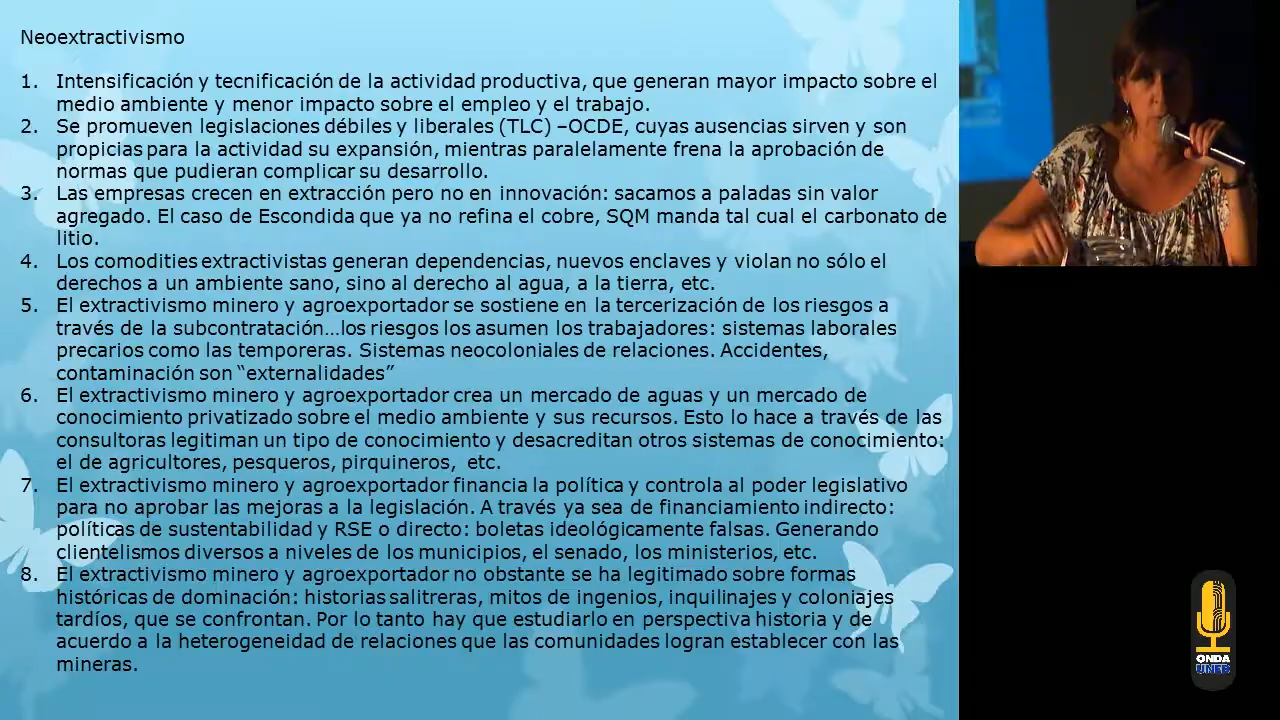 Neoextractivismo
1. Intensificación y tecnificación de la actividad productiva, que generan mayor impacto sobre el
medio ambiente y menor impacto sobre el empleo y el trabajo.
2. Se promueven legislaciones débiles y liberales (TLC) –OCDE, cuyas ausencias sirven y son
propicias para la actividad su expansión, mientras paralelamente frena la aprobación de
normas que pudieran complicar su desarrollo.
3. Las empresas crecen en extracción pero no en innovación: sacamos a paladas sin valor
agregado. El caso de Escondida que ya no refina el cobre, SQM manda tal cual el carbonato de
litio.
4. Los comodities extractivistas generan dependencias, nuevos enclaves y violan no sólo el
derechos a un ambiente sano, sino al derecho al agua, a la tierra, etc.
5. El extractivismo minero y agroexportador se sostiene en la tercerización de los riesgos a
través de la subcontratación…los riesgos los asumen los trabajadores: sistemas laborales
precarios como las temporeras. Sistemas neocoloniales de relaciones. Accidentes,
contaminación son “externalidades”
6. El extractivismo minero y agroexportador crea un mercado de aguas y un mercado de
conocimiento privatizado sobre el medio ambiente y sus recursos. Esto lo hace a través de las
consultoras legitiman un tipo de conocimiento y desacreditan otros sistemas de conocimiento:
el de agricultores, pesqueros, pirquineros, etc.
7. El extractivismo minero y agroexportador financia la política y controla al poder legislativo
para no aprobar las mejoras a la legislación. A través ya sea de financiamiento indirecto:
políticas de sustentabilidad y RSE o directo: boletas ideológicamente falsas. Generando
clientelismos diversos a niveles de los municipios, el senado, los ministerios, etc.
8. El extractivismo minero y agroexportador no obstante se ha legitimado sobre formas
históricas de dominación: historias salitreras, mitos de ingenios, inquilinajes y coloniajes
tardíos, que se confrontan. Por lo tanto hay que estudiarlo en perspectiva historia y de
acuerdo a la heterogeneidad de relaciones que las comunidades logran establecer con las
mineras.
ONDA
UNED